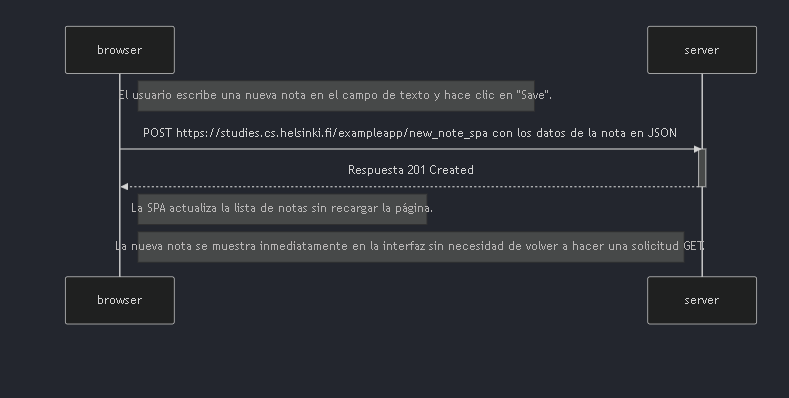 browser
server
El usuario escribe una nueva nota en el campo de texto y hace clic en "Save".
POST https://studies.cs.helsinki.fi/exampleapp/new_note_spa con los datos de la nota en JSON
Respuesta 201 Created
La SPA actualiza la lista de notas sin recargar la página.
La nueva nota se muestra inmediatamente en la interfaz sin necesidad de volver a hacer una solicitud GET.
browser
server